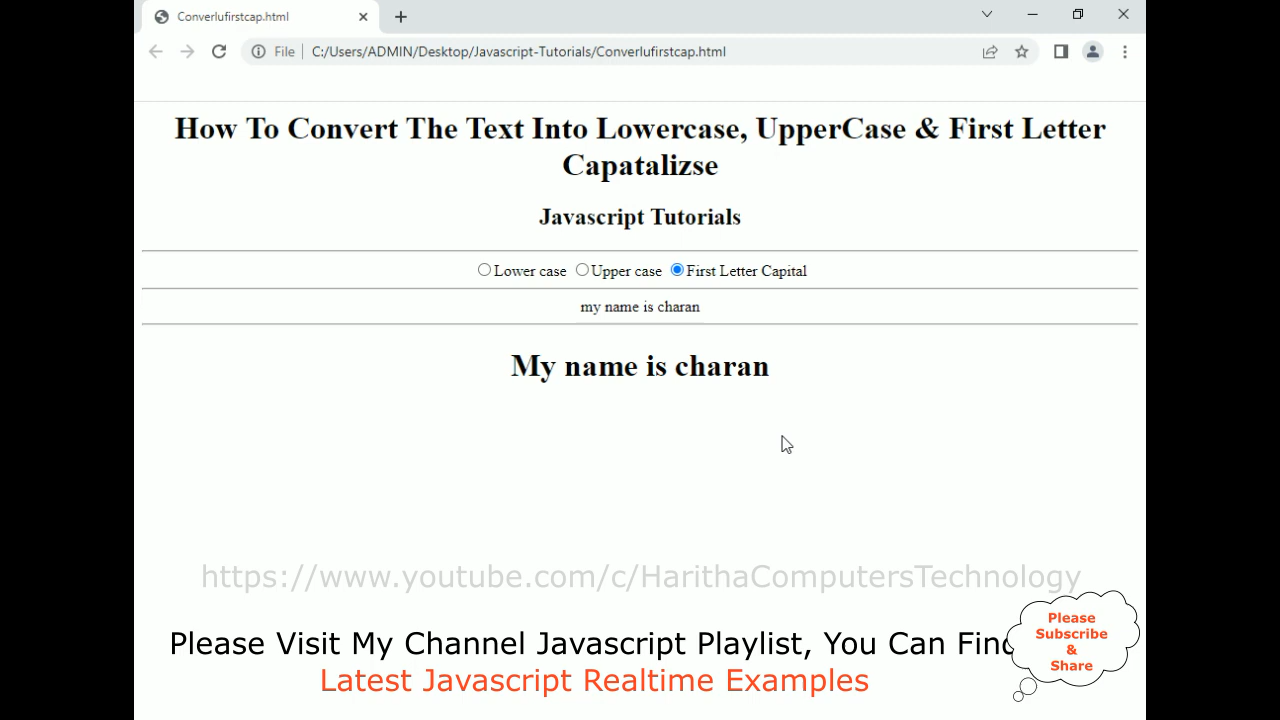 Converlufirstcap.html
File
C:/Users/ADMIN/Desktop/Javascript-Tutorials/Converlufirstcap.html
How To Convert The Text Into Lowercase, UpperCase & First Letter
Capatalizse
Javascript Tutorials
Lower case Upper case First Letter Capital
my name is charan
My name is charan
https://www.youtube.com/c/HarithaComputersTechnology
Please Visit My Channel Javascript Playlist, You Can Find
Latest Javascript Realtime Examples
Please
Subscribe
&
Share